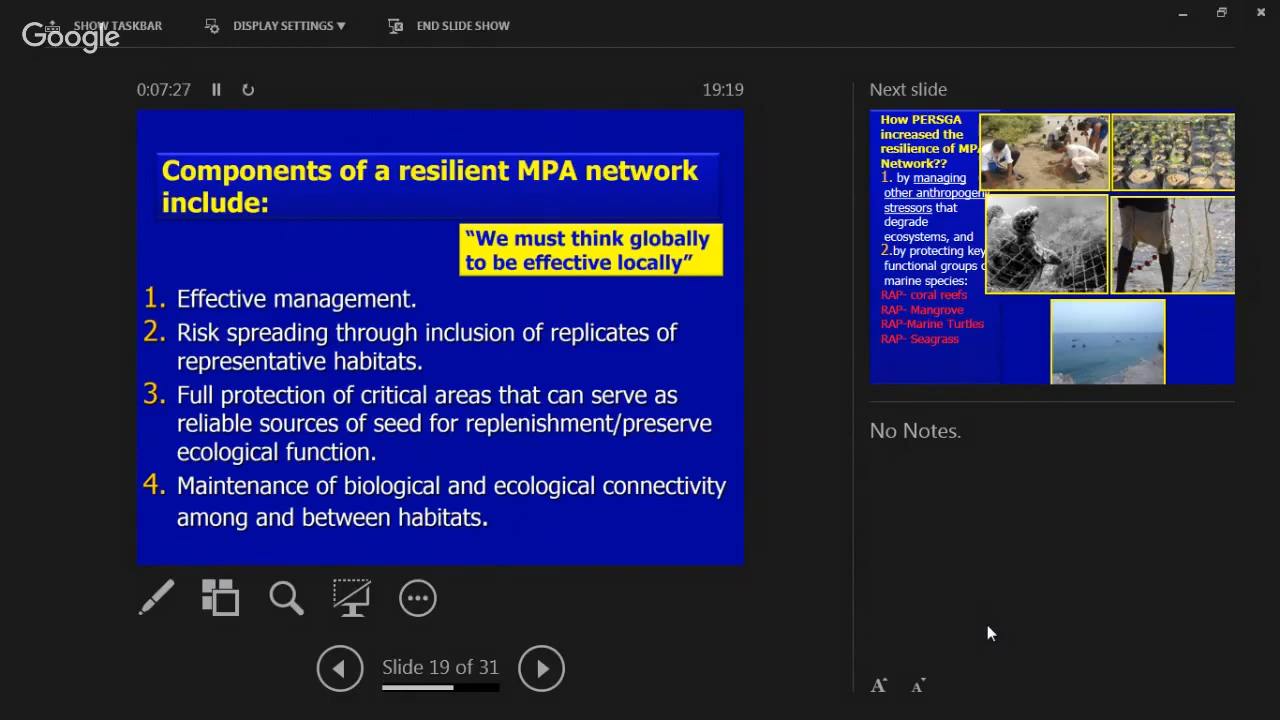 SHOW TASKBAR
DISPLAY SETTINGS
END SLIDE SHOW
Google
0:07:27
19:19
Components of a resilient MPA network
include:
“We must think globally
to be effective locally”
1. Effective management.
2. Risk spreading through inclusion of replicates of
representative habitats.
3. Full protection of critical areas that can serve as
reliable sources of seed for replenishment/preserve
ecological function.
4. Maintenance of biological and ecological connectivity
among and between habitats.
Slide 19 of 31
Next slide
How PERSGA
increased the
resilience of MPA
Network??
1. by managing
other anthropogen
stressors that
degrade
ecosystems, and
2.by protecting key
functional groups
marine species:
RAP- coral reefs
RAP- Mangrove
RAP-Marine Turtles
RAP- Seagrass
No Notes.
A
A